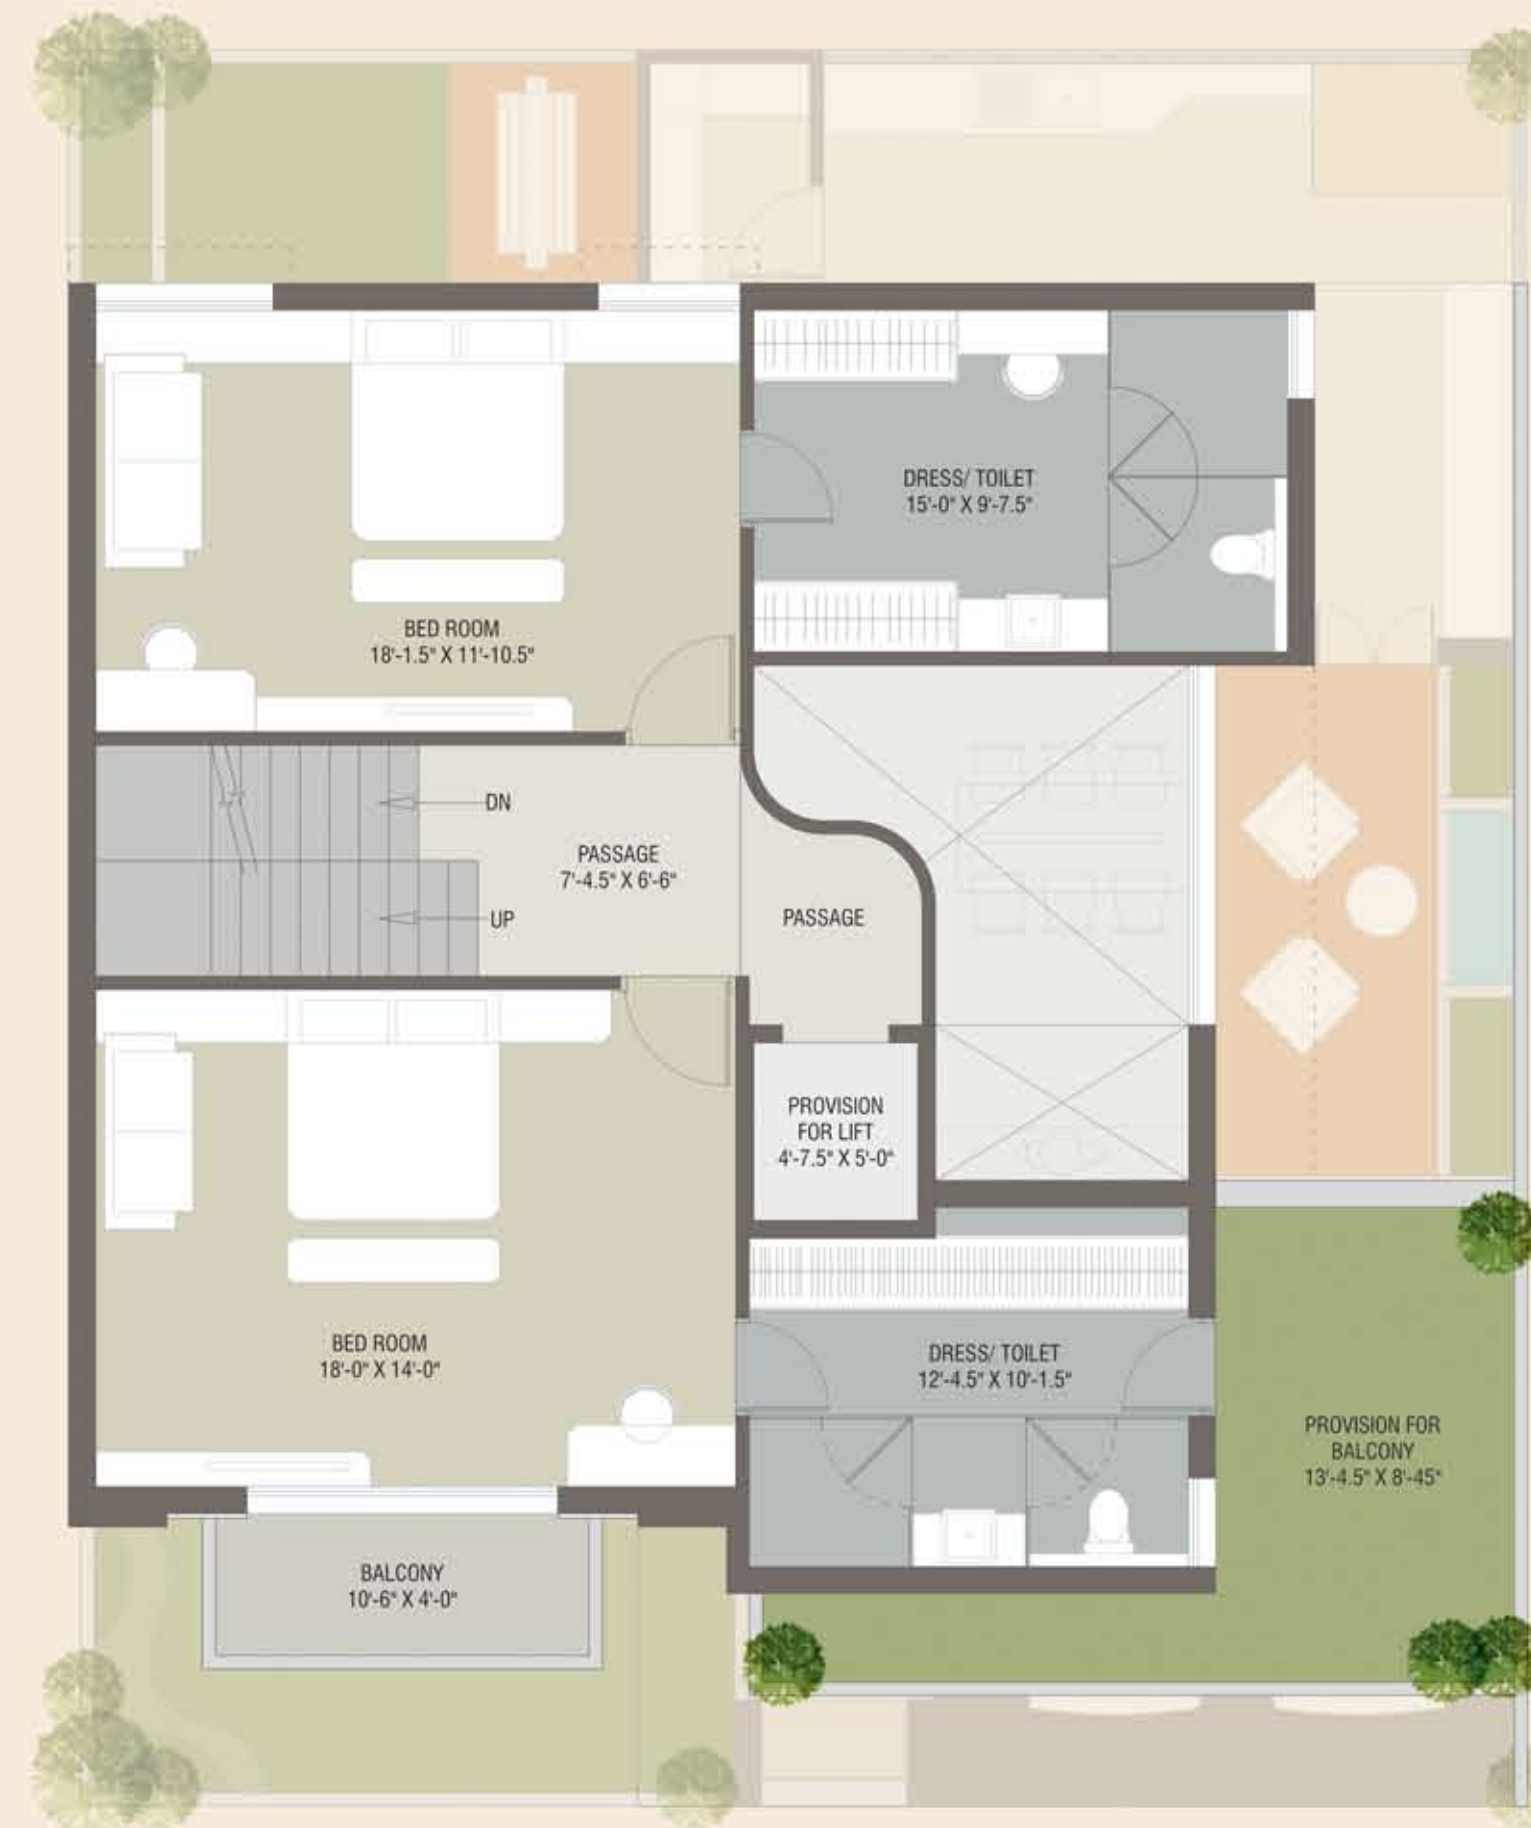 DRESS/ TOILET
15'-0" X 9'-7.5"
BED ROOM
18'-1.5" X 11'-10.5"
DN
PASSAGE
7'-4.5" X 6'-6"
UP
PASSAGE
PROVISION
FOR LIFT
4'-7.5" X 5'-0"
BED ROOM
18'-0" X 14'-0"
DRESS/ TOILET
12'-4.5" X 10'-1.5"
PROVISION FOR
BALCONY
13'-4.5" X 8'-45"
BALCONY
10'-6" X 4'-0"